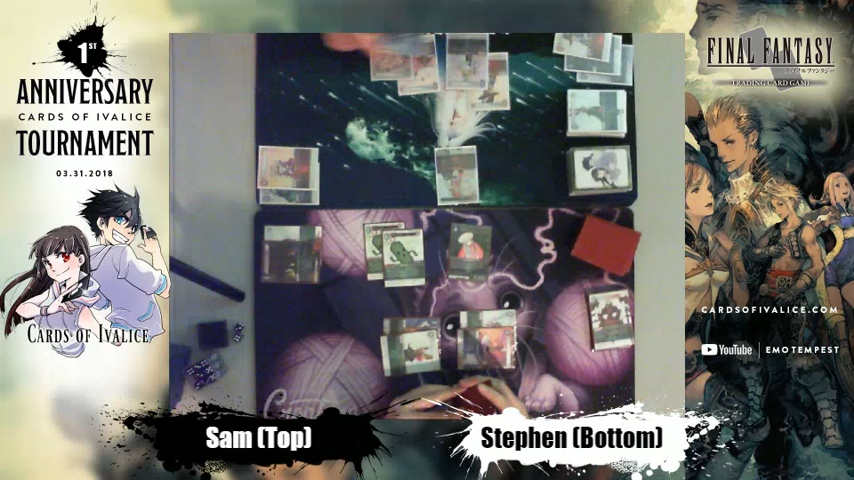 1ST
ANNIVERSARY
CARDS OF IVALICE
TOURNAMENT
03.31.2018
CARDS OF IVALICE
FINAL FANTASY
TRADING CARD GAME
CARDSOFIVALICE.COM
YouTube | EMOTEMPEST
Sam (Top)
Stephen (Bottom)